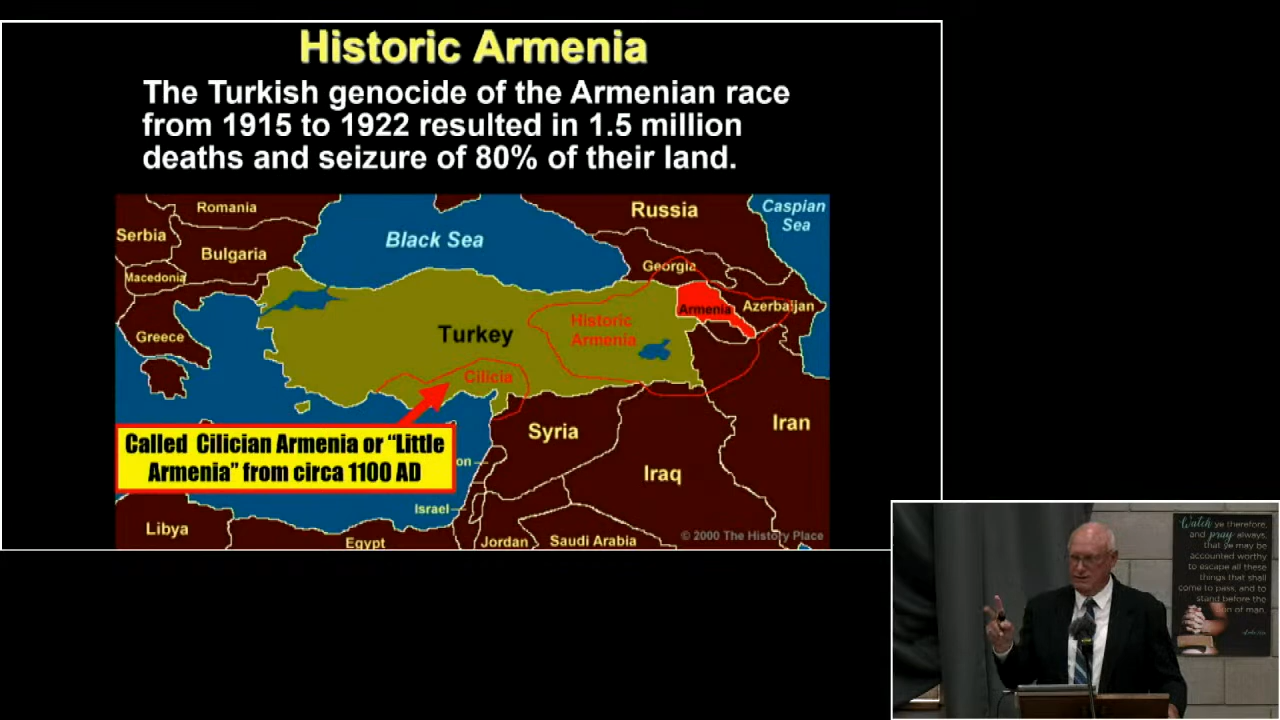 Historic Armenia
The Turkish genocide of the Armenian race
from 1915 to 1922 resulted in 1.5 million
deaths and seizure of 80% of their land.
Romania
Russia
Caspian
Sea
Serbia
Black Sea
Bulgaria
Georgia
Macedonia
Armenia
Azerbaijan
Historic
Armenia
Greece
Turkey
Cilicia
Iran
Syria
Called Cilician Armenia or “Little
Armenia” from circa 1100 AD
on
Iraq
Israel
Libya
Egypt
Jordan
Saudi Arabia
© 2000 The History Place
Watch ye therefore,
and pray always,
that ye may be
accounted worthy
to escape all these
things that shall
come to pass, and to
stand before the
Son of man.